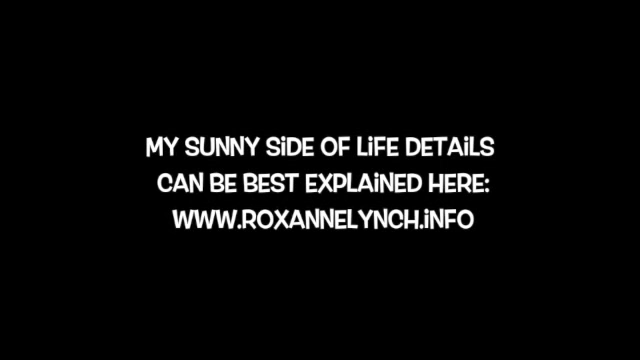 MY SUNNY SiDE OF LiFE DETAiLS
CAN BE BEST EXPLAiNED HERE:
WWW.ROXANNELYNCH.iNFO